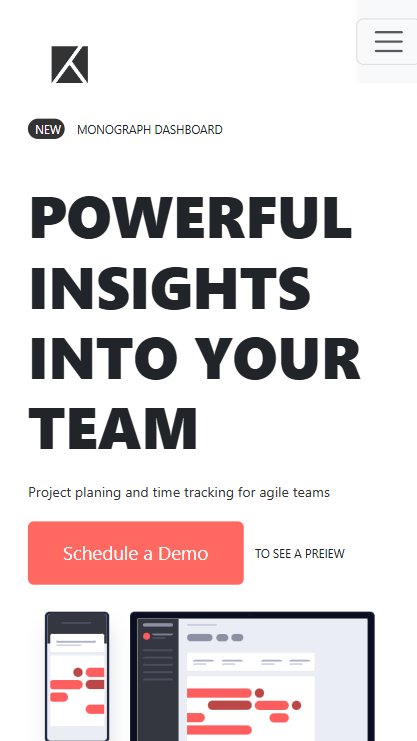 NEW MONOGRAPH DASHBOARD
POWERFUL
INSIGHTS
INTO YOUR
TEAM
Project planing and time tracking for agile teams
Schedule a Demo TO SEE A PREIEW